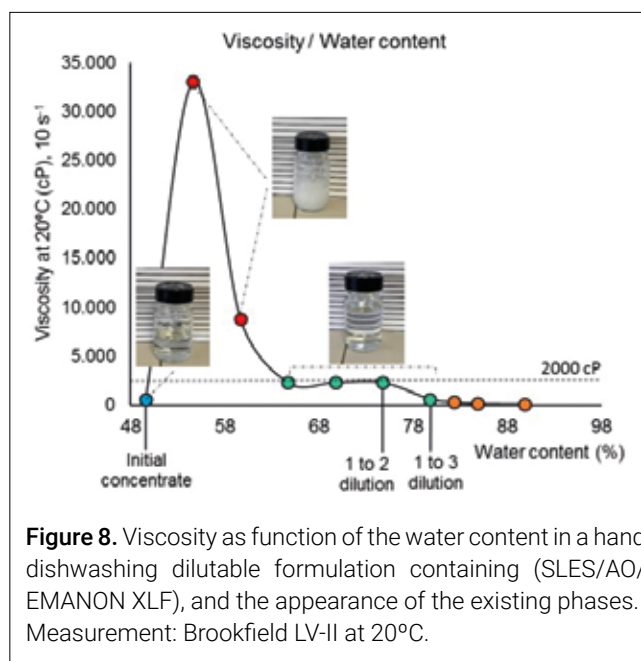 Viscosity / Water content
Viscosity at 20ºC (cP), 10 s⁻¹
35.000
33.000
25.000
20.000
15.000
10.000
5.000
0
2000 cP
48
58
68
78
88
98
Water content (%)
Initial
concentrate
1 to 2
dilution
1 to 3
dilution
Figure 8. Viscosity as function of the water content in a hand
dishwashing dilutable formulation containing (SLES/AO/
EMANON XLF), and the appearance of the existing phases.
Measurement: Brookfield LV-II at 20ºC.